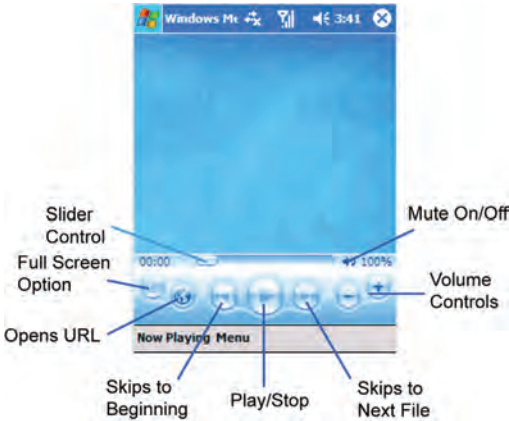 Windows Me 3:41
Slider
Control
Mute On/Off
00:00
100%
Full Screen
Option
Volume
Controls
Opens URL
Now Playing Menu
Skips to
Beginning
Play/Stop
Skips to
Next File